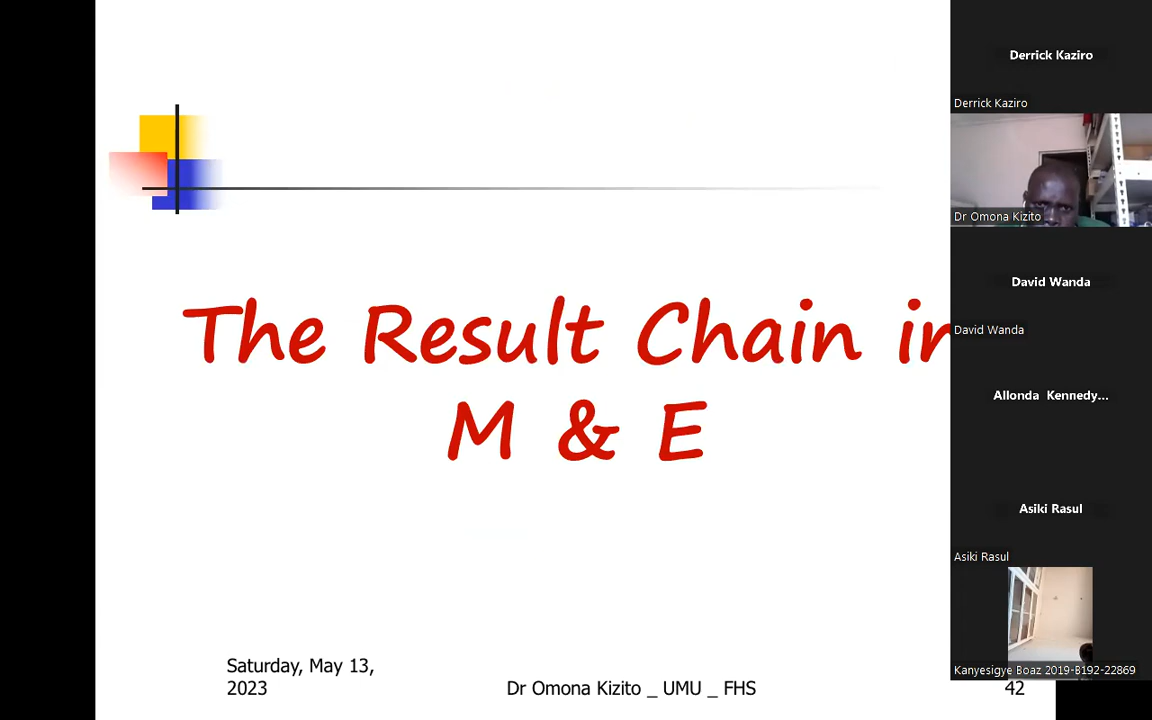 The Result Chain in
M & E
Saturday, May 13,
2023
Dr Omona Kizito _ UMU _ FHS
42
Derrick Kaziro
Derrick Kaziro
Dr Omona Kizito
David Wanda
David Wanda
Allonda Kennedy...
Asiki Rasul
Asiki Rasul
Kanyesigye Boaz 2019-B192-22869